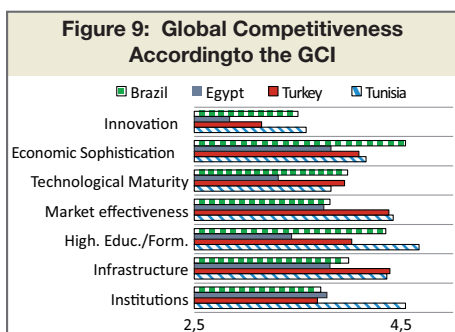 Figure 9: Global Competitiveness
Accordingto the GCI
Brazil Egypt Turkey Tunisia
Innovation
Economic Sophistication
Technological Maturity
Market effectiveness
High. Educ./Form.
Infrastructure
Institutions
2,5 4,5